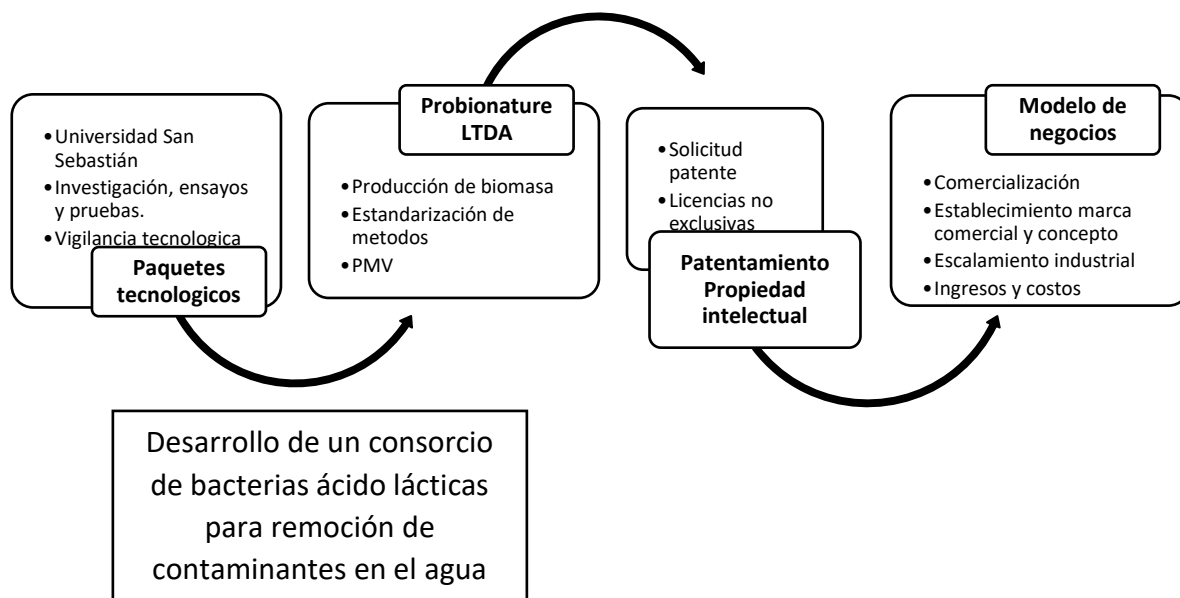 •Universidad San
Sebastián
•Investigación, ensayos
y pruebas.
•Vigilancia tecnologica
Paquetes
tecnologicos
Probionature
LTDA
•Producción de biomasa
•Estandarización de
metodos
•PMV
•Solicitud
patente
•Licencias no
exclusivas
Patentamiento
Propiedad
intelectual
Modelo de
negocios
•Comercialización
•Establecimiento marca
comercial y concepto
•Escalamiento industrial
•Ingresos y costos
Desarrollo de un consorcio
de bacterias ácido lácticas
para remoción de
contaminantes en el agua